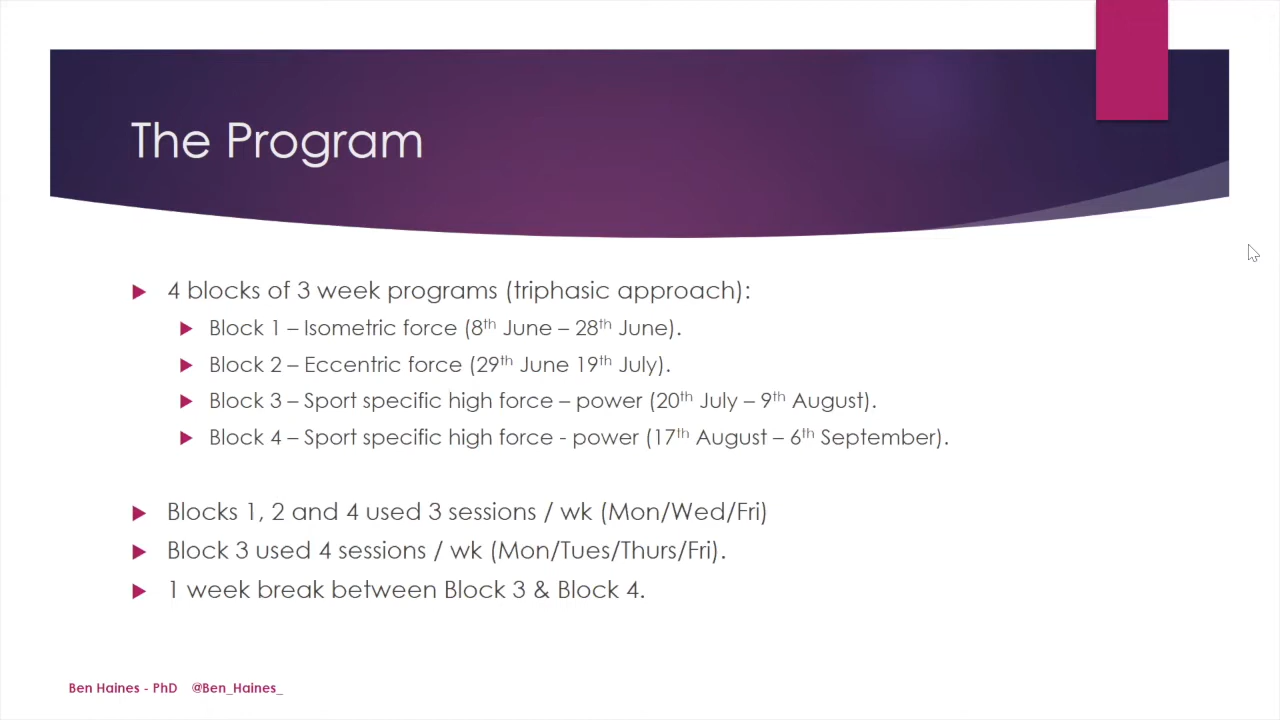 The Program
4 blocks of 3 week programs (triphasic approach):
Block 1 – Isometric force (8th June – 28th June).
Block 2 – Eccentric force (29th June 19th July).
Block 3 – Sport specific high force – power (20th July – 9th August).
Block 4 – Sport specific high force - power (17th August – 6th September).
Blocks 1, 2 and 4 used 3 sessions / wk (Mon/Wed/Fri)
Block 3 used 4 sessions / wk (Mon/Tues/Thurs/Fri).
1 week break between Block 3 & Block 4.
Ben Haines - PhD @Ben_Haines_